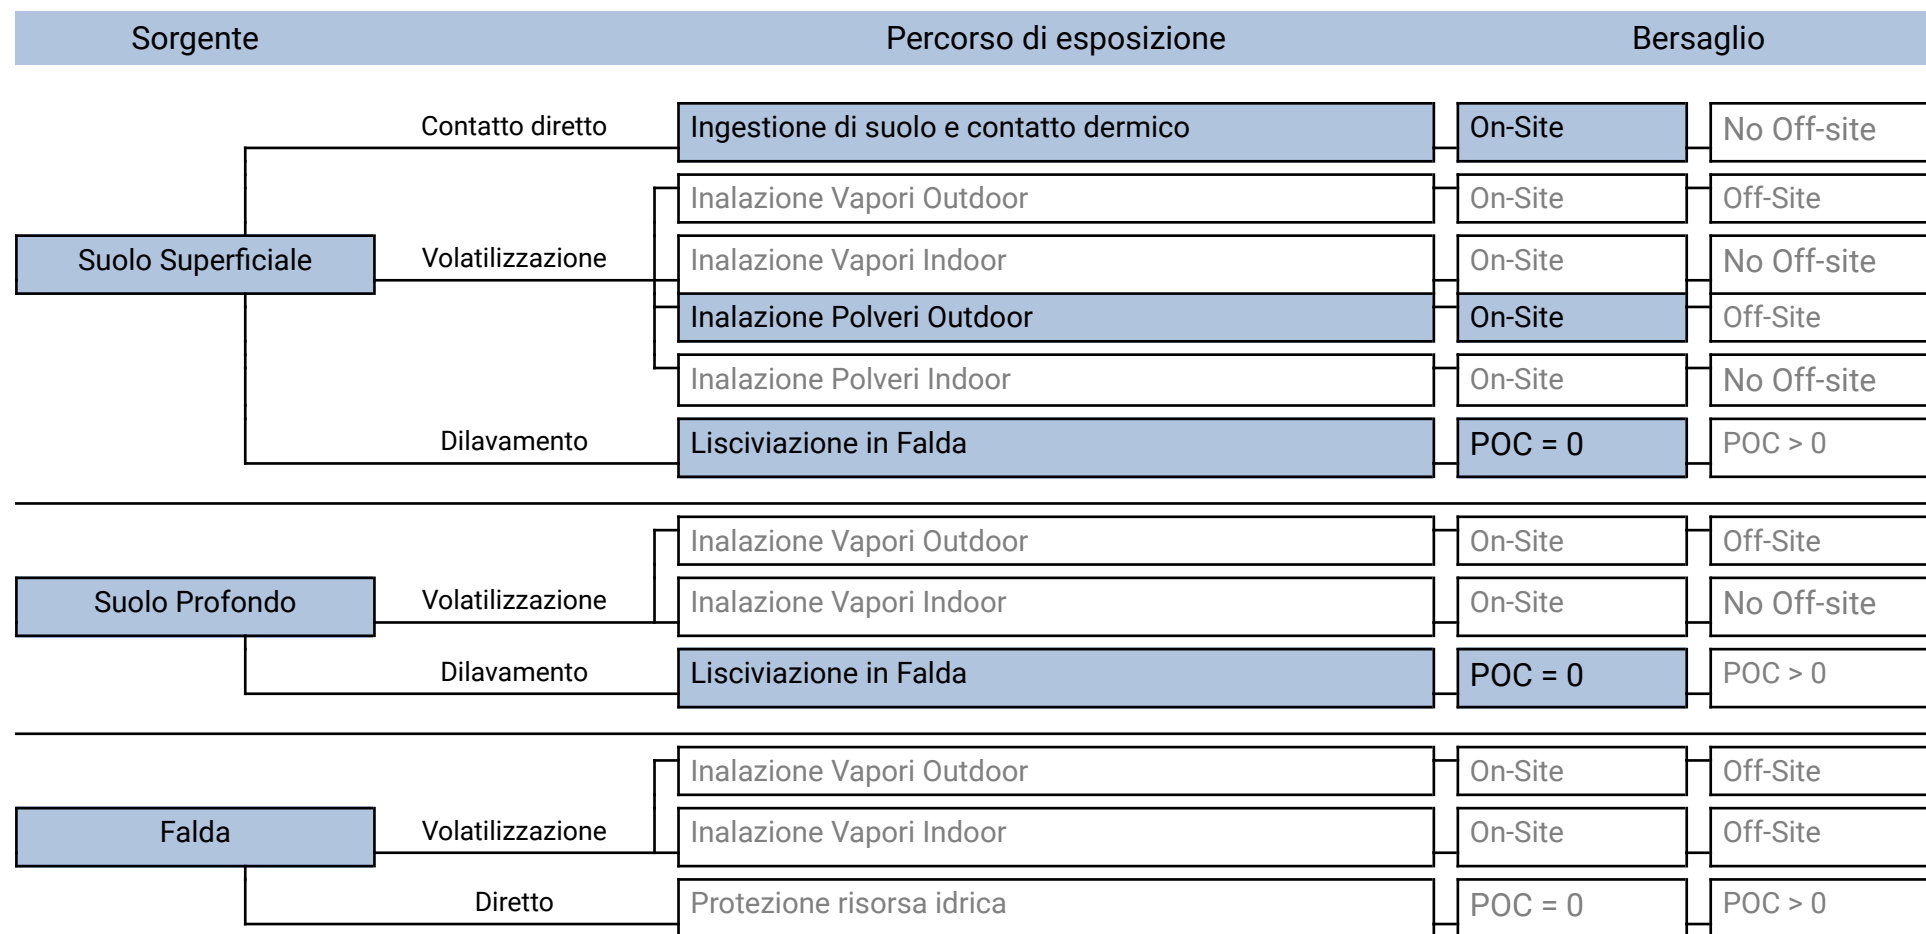 Sorgente Percorso di esposizione Bersaglio
Contatto diretto Ingestione di suolo e contatto dermico On-Site No Off-site
Inalazione Vapori Outdoor On-Site Off-Site
Suolo Superficiale Volatilizzazione Inalazione Vapori Indoor On-Site No Off-site
Inalazione Polveri Outdoor On-Site Off-Site
Inalazione Polveri Indoor On-Site No Off-site
Dilavamento Lisciviazione in Falda POC = 0 POC > 0
Inalazione Vapori Outdoor On-Site Off-Site
Suolo Profondo Volatilizzazione Inalazione Vapori Indoor On-Site No Off-site
Dilavamento Lisciviazione in Falda POC = 0 POC > 0
Inalazione Vapori Outdoor On-Site Off-Site
Falda Volatilizzazione Inalazione Vapori Indoor On-Site Off-Site
Diretto Protezione risorsa idrica POC = 0 POC > 0